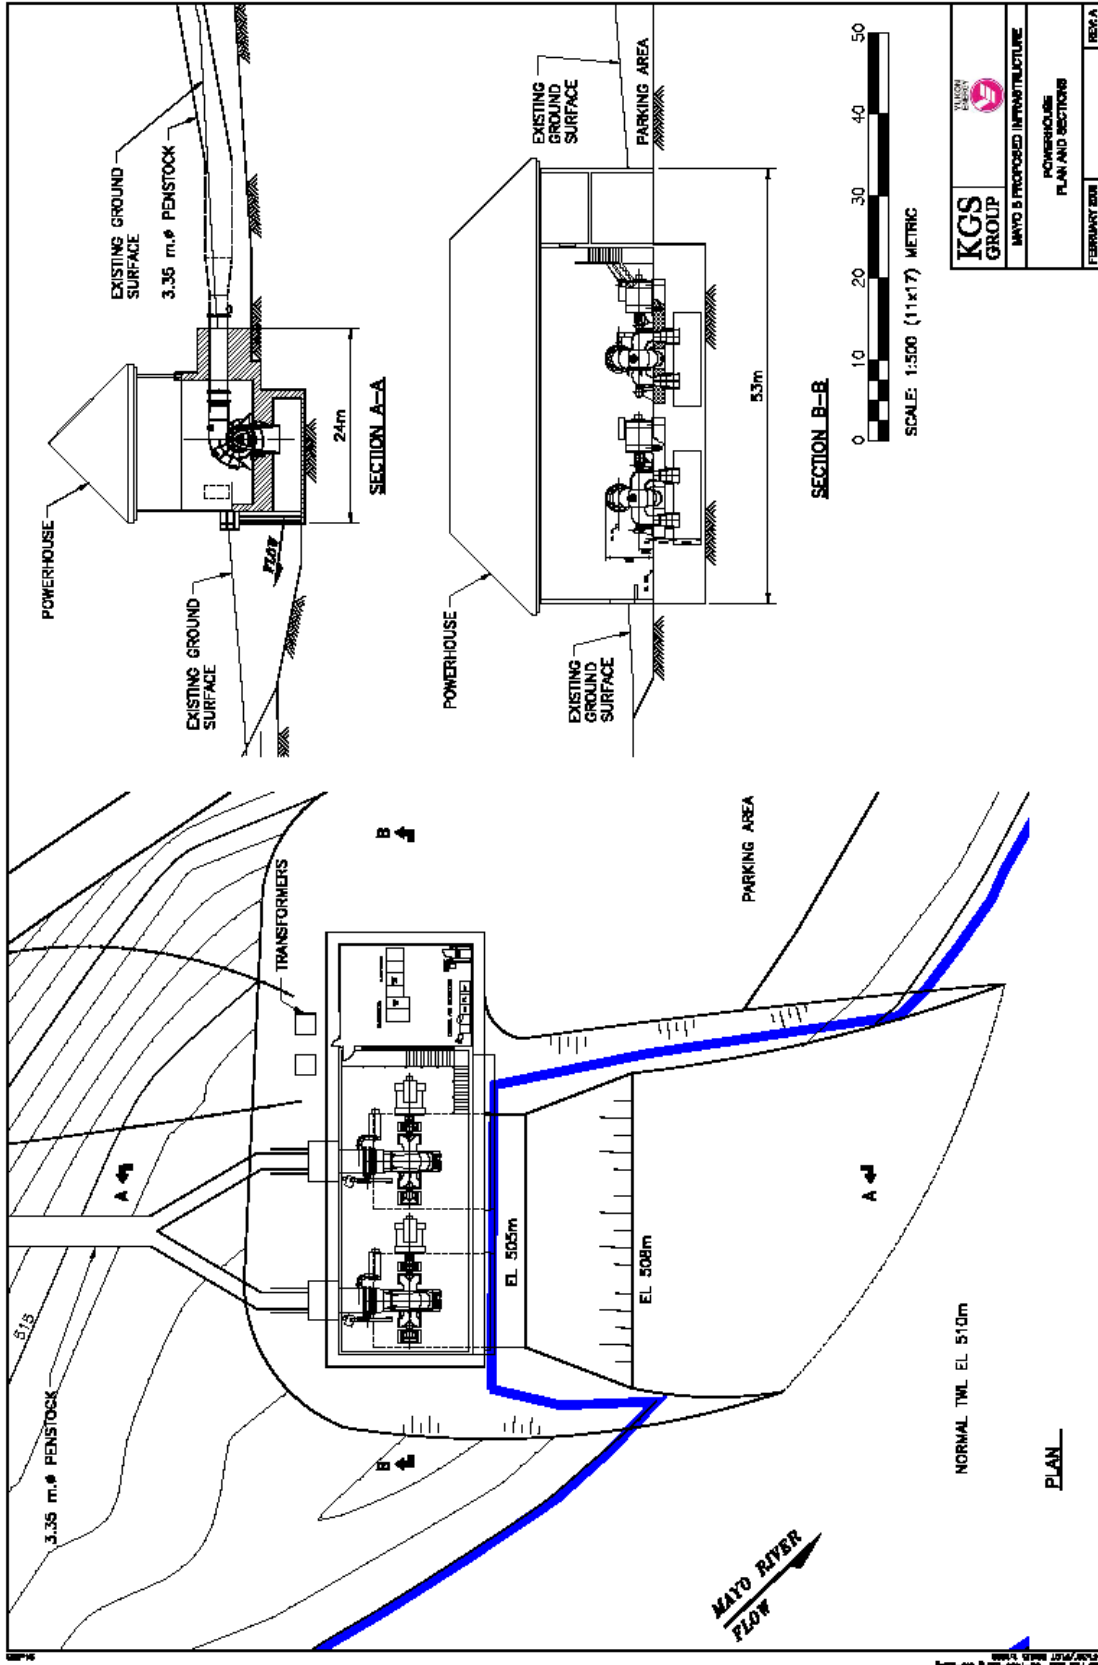 3.35 m.ø PENSTOCK
515
A
A
B
B
TRANSFORMERS
PARKING AREA
EL 505m
EL 508m
NORMAL TWL EL 510m
MAYO RIVER
FLOW
PLAN
POWERHOUSE
EXISTING GROUND
SURFACE
3.35 m.ø PENSTOCK
EXISTING GROUND
SURFACE
FLOW
24m
SECTION A-A
POWERHOUSE
EXISTING
GROUND
SURFACE
EXISTING
GROUND
SURFACE
PARKING AREA
53m
SECTION B-B
0 10 20 30 40 50
SCALE: 1:500 (11x17) METRIC
KGS
GROUP
YUKON
ENERGY
MAYO B PROPOSED INFRASTRUCTURE
POWERHOUSE
PLAN AND SECTIONS
REV: A